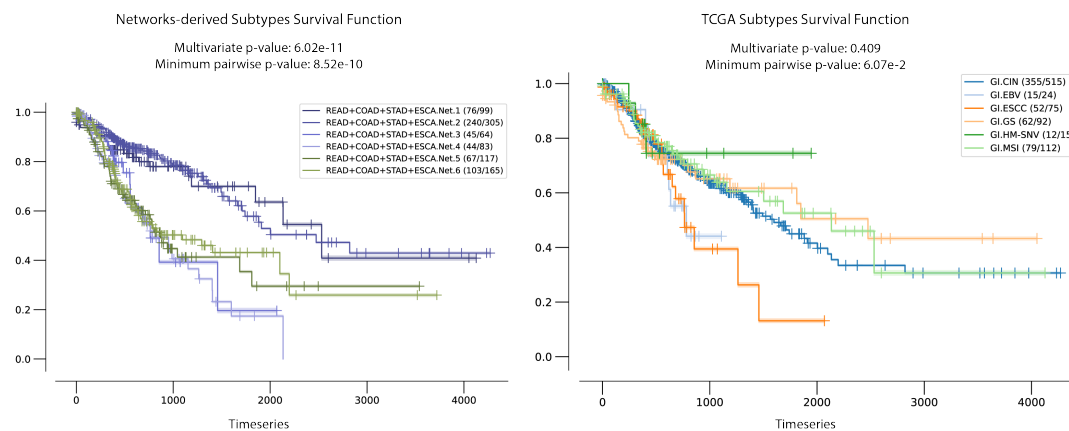 Networks-derived Subtypes Survival Function
Multivariate p-value: 6.02e-11
Minimum pairwise p-value: 8.52e-10
READ+COAD+STAD+ESCA.Net.1 (76/99)
READ+COAD+STAD+ESCA.Net.2 (240/305)
READ+COAD+STAD+ESCA.Net.3 (45/64)
READ+COAD+STAD+ESCA.Net.4 (44/83)
READ+COAD+STAD+ESCA.Net.5 (67/117)
READ+COAD+STAD+ESCA.Net.6 (103/165)
1.0
0.8
0.6
0.4
0.2
0.0
0
1000
2000
3000
4000
Timeseries
TCGA Subtypes Survival Function
Multivariate p-value: 0.409
Minimum pairwise p-value: 6.07e-2
GI.CIN (355/515)
GI.EBV (15/24)
GI.ESCC (52/75)
GI.GS (62/92)
GI.HM-SNV (12/15
GI.MSI (79/112)
1.0
0.8
0.6
0.4
0.2
0.0
0
1000
2000
3000
4000
Timeseries